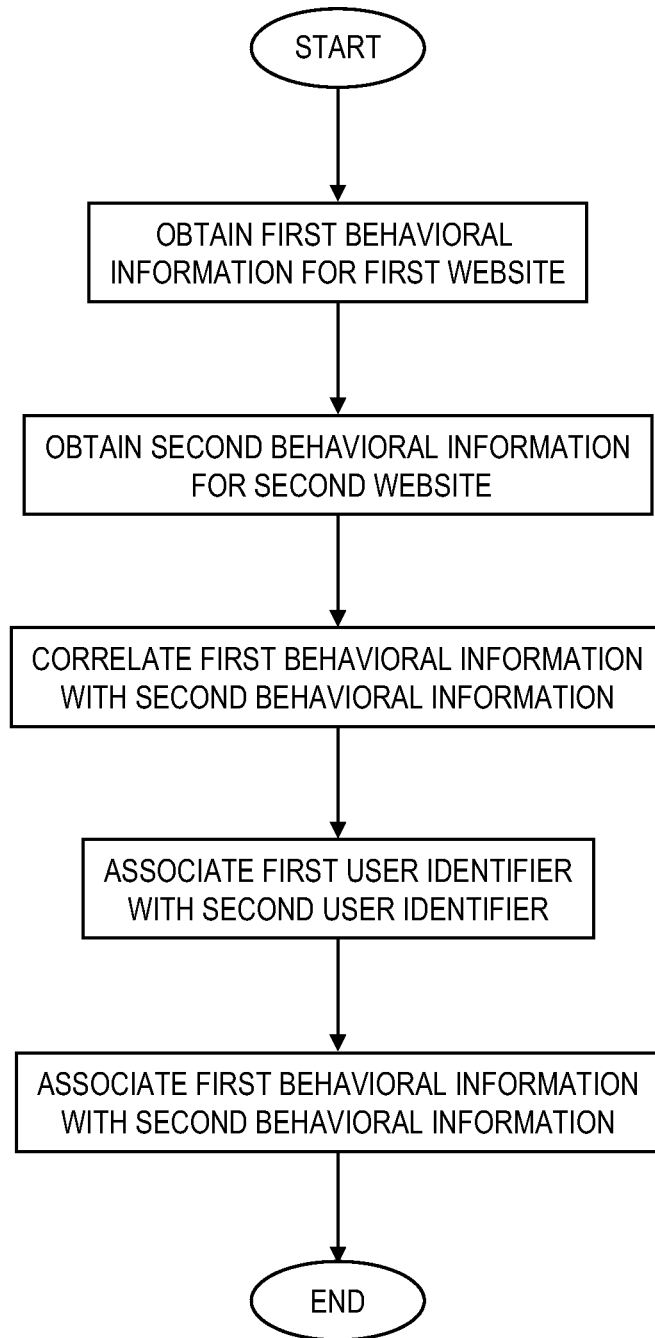 START
OBTAIN FIRST BEHAVIORAL
INFORMATION FOR FIRST WEBSITE
OBTAIN SECOND BEHAVIORAL INFORMATION
FOR SECOND WEBSITE
CORRELATE FIRST BEHAVIORAL INFORMATION
WITH SECOND BEHAVIORAL INFORMATION
ASSOCIATE FIRST USER IDENTIFIER
WITH SECOND USER IDENTIFIER
ASSOCIATE FIRST BEHAVIORAL INFORMATION
WITH SECOND BEHAVIORAL INFORMATION
END